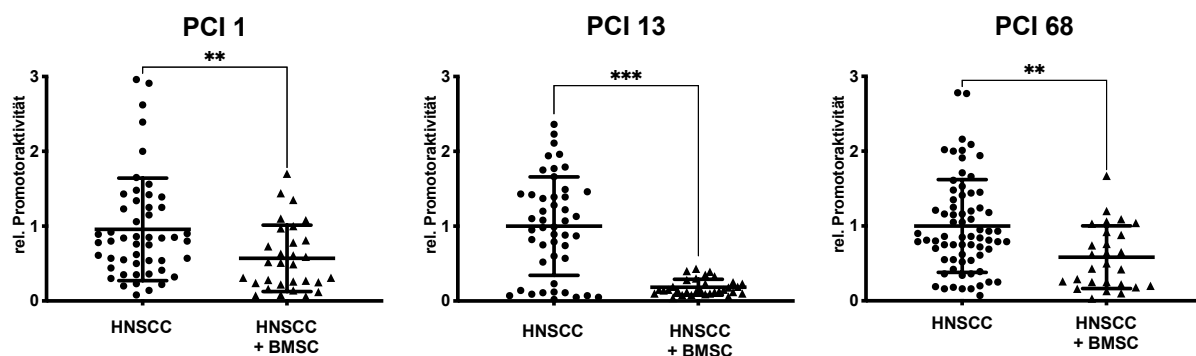 PCI 1
**
rel. Promotoraktivität
3
2
1
0
HNSCC
HNSCC
+ BMSC
PCI 13
***
rel. Promotoraktivität
3
2
1
0
HNSCC
HNSCC
+ BMSC
PCI 68
**
rel. Promotoraktivität
3
2
1
0
HNSCC
HNSCC
+ BMSC